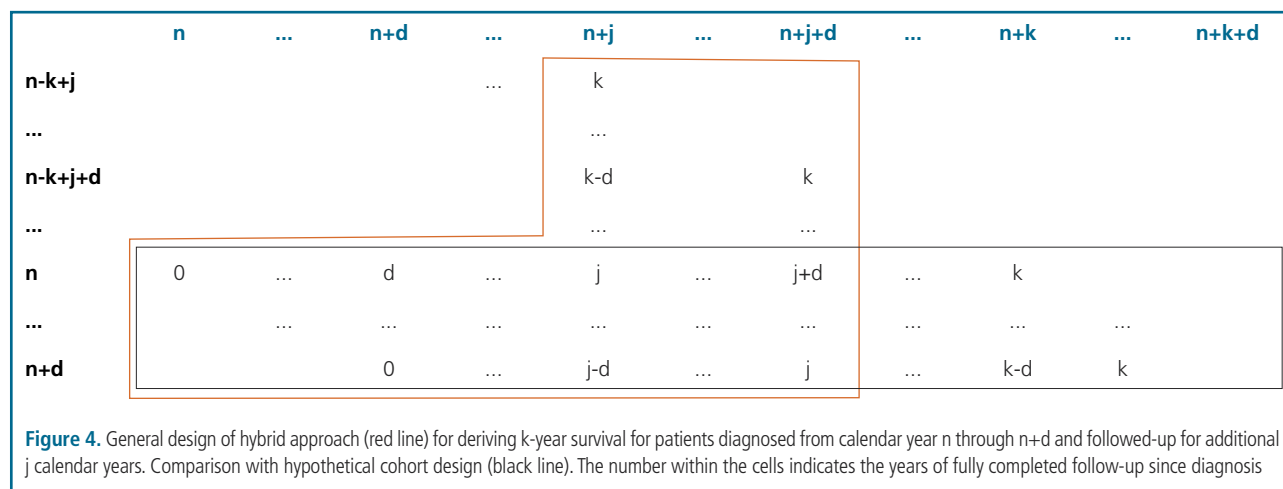 n ... n+d ... n+j ... n+j+d ... n+k ... n+k+d
n-k+j ... k
... ...
n-k+j+d k-d k
... ... ...
n 0 ... d ... j ... j+d ... k
... ... ... ... ... ... ... ... ... ...
n+d 0 ... j-d ... j ... k-d k
Figure 4. General design of hybrid approach (red line) for deriving k-year survival for patients diagnosed from calendar year n through n+d and followed-up for additional
j calendar years. Comparison with hypothetical cohort design (black line). The number within the cells indicates the years of fully completed follow-up since diagnosis